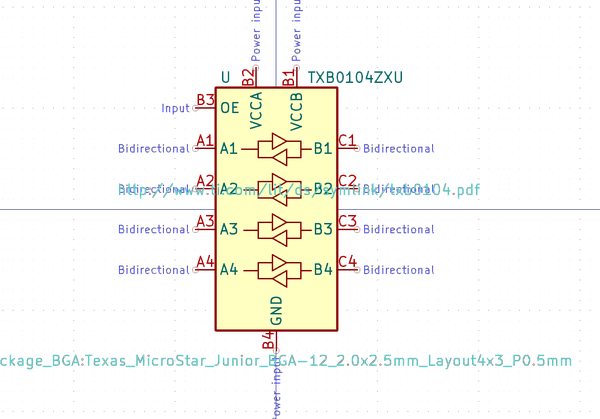 Power input
Power inpu
U
B2
B1
TXB0104ZXU
VCCA
VCCB
Input
B3
OE
Bidirectional
A1
A1
B1
C1
Bidirectional
Bidirectional
A2
A2
B2
C2
Bidirectional
http://www.ti.com/lit/ds/symlink/txb0104.pdf
Bidirectional
A3
A3
B3
C3
Bidirectional
Bidirectional
A4
A4
B4
C4
Bidirectional
GND
B4
ckage_BGA:Texas_MicroStar_Junior_BGA-12_2.0x2.5mm_Layout4x3_P0.5mm
ower input